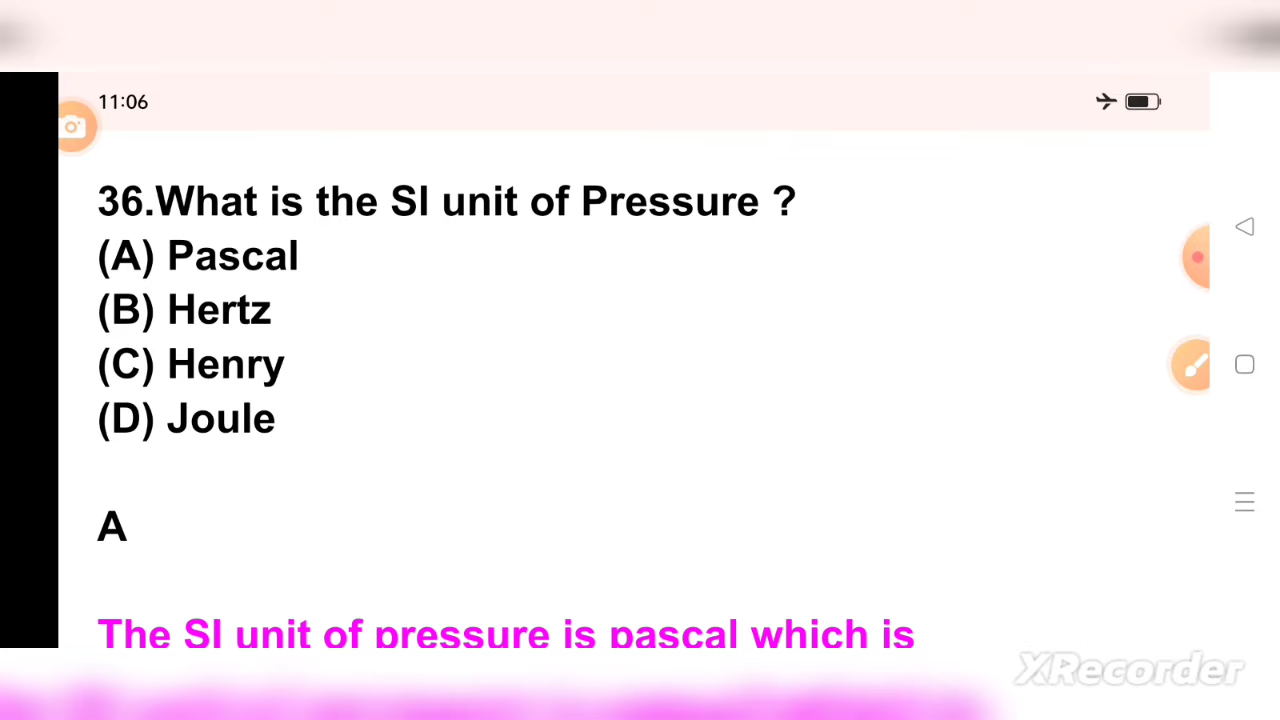 11:06
36.What is the SI unit of Pressure ?
(A) Pascal
(B) Hertz
(C) Henry
(D) Joule
A
The SI unit of pressure is pascal which is
XRecorder